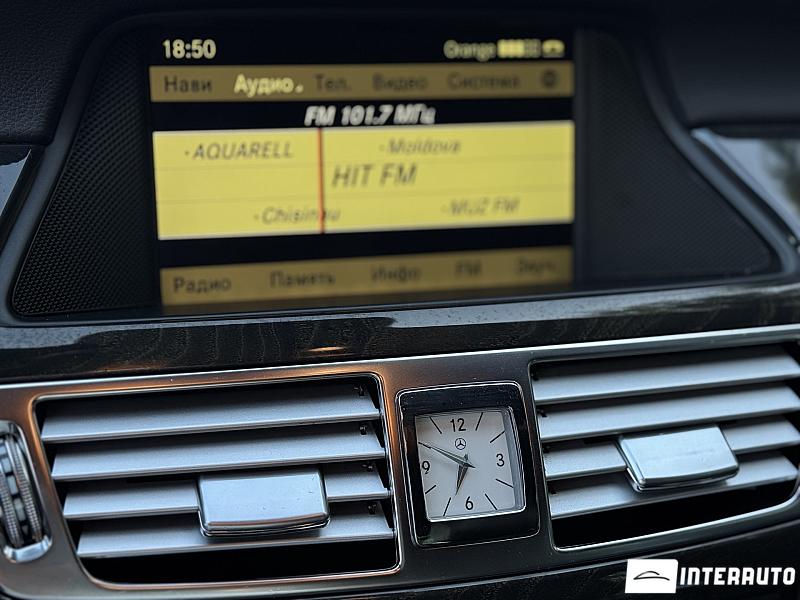 18:50 Orange
Нави Аудио Тел. Видео Система
FM 101.7 МГц
·AQUARELL ·Moldova
HIT FM
·Chisinau ·MUZ FM
Радио Память Инфо FM Звук
12
9 3
6
INTERAUTO